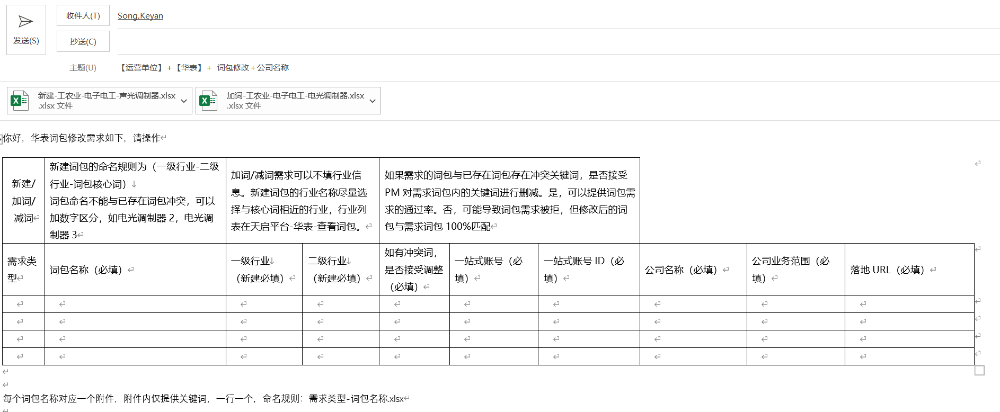 发送(S)
收件人(T)
Song,Keyan
抄送(C)
主题(U)
【运营单位】+【华表】+ 词包修改+公司名称
新建-工农业-电子电工-声光调制器.xlsx
.xlsx 文件
加词-工农业-电子电工-电光调制器.xlsx
.xlsx 文件
你好，华表词包修改需求如下，请操作
新建/
加词/
减词
新建词包的命名规则为（一级行业-二级
行业-词包核心词）
词包命名不能与已存在词包冲突，可以
加数字区分，如电光调制器2，电光调
制器3
加词/减词需求可以不填行业信
息。新建词包的行业名称尽量选
择与核心词相近的行业，行业列
表在天启平台-华表-查看词包。
如果需求的词包与已存在词包存在冲突关键词，是否接受
PM 对需求词包内的关键词进行删减。是，可以提供词包需
求的通过率。否，可能导致词包需求被拒，但修改后的词
包与需求词包 100%匹配
需求类
型
词包名称（必填）
一级行业
（新建必填）
二级行业
（新建必填）
如有冲突词，
是否接受调整
（必填）
一站式账号（必
填）
一站式账号 ID（必
填）
公司名称（必填）
公司业务范围（必
填）
落地 URL（必填）
每个词包名称对应一个附件，附件内仅提供关键词，一行一个，命名规则：需求类型-词包名称.xlsx